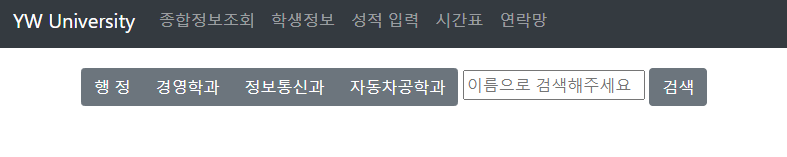 YW University 종합정보조회 학생정보 성적 입력 시간표 연락망
행 정 경영학과 정보통신과 자동차공학과 이름으로 검색해주세요 검색